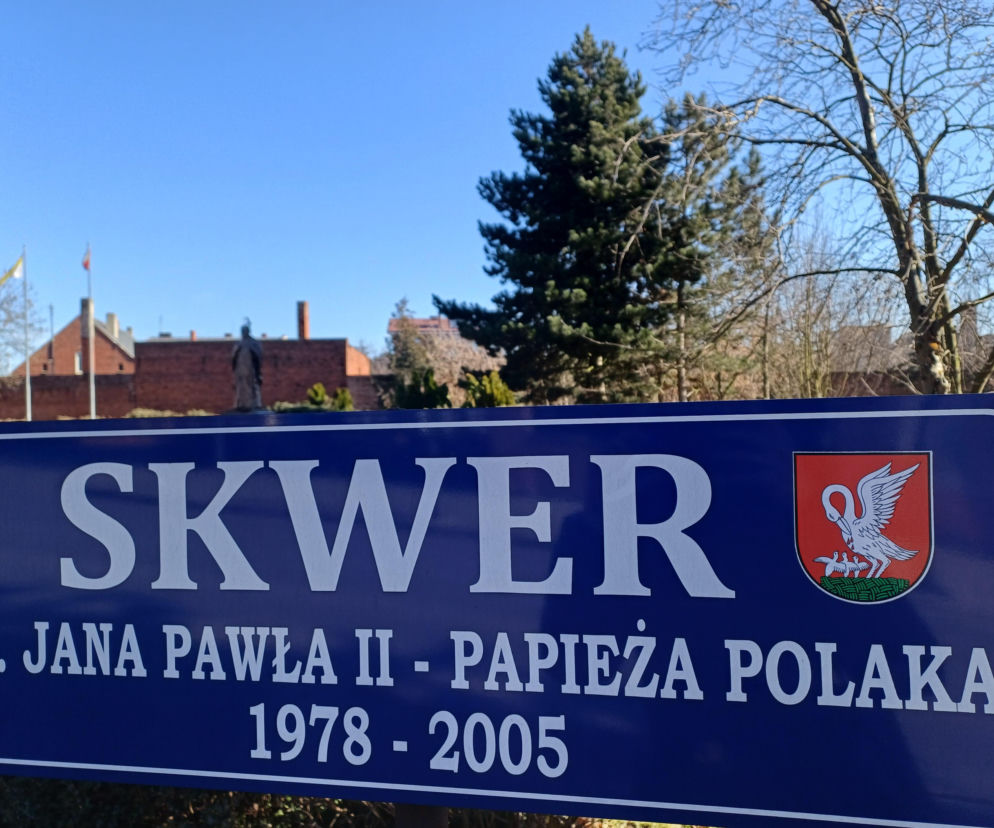 SKWER
. JANA PAWŁA II - PAPIEŻA POLAKA
1978 - 2005